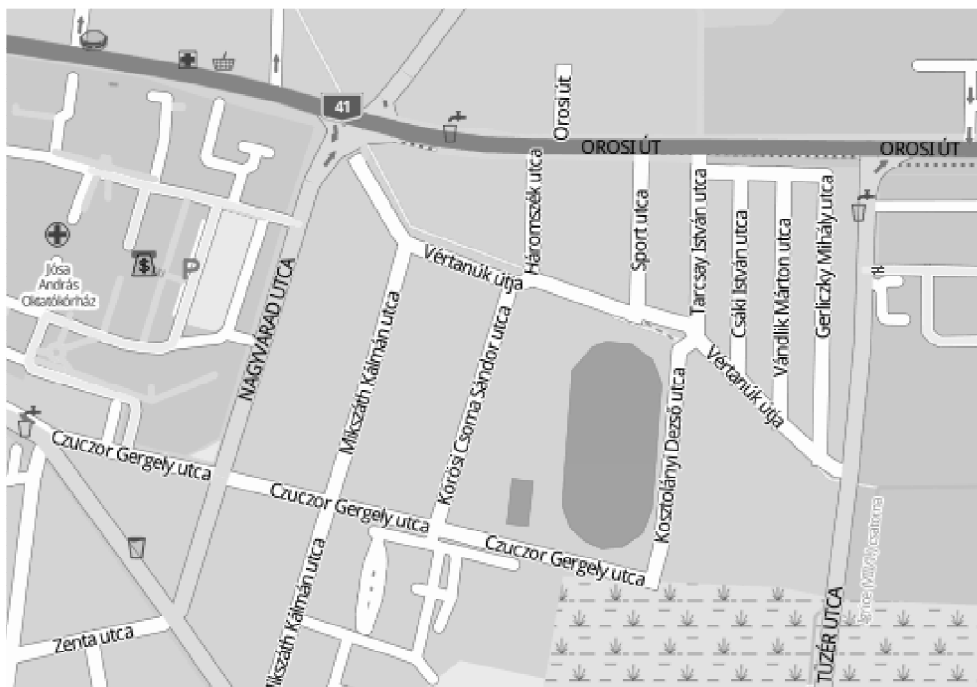 41
Orosi út
OROSI ÚT
OROSI ÚT
Háromszék utca
Sport utca
Tarcsay István utca
Csáki István utca
Vándlik Márton utca
Gerliczky Mihály utca
Vértanúk útja
Vértanúk útja
P
Jósa
András
Oktatókórház
NAGYVÁRAD UTCA
Mikszáth Kálmán utca
Kőrösi Csoma Sándor utca
Kosztolányi Dezső utca
Czuczor Gergely utca
Czuczor Gergely utca
Czuczor Gergely utca
Mikszáth Kálmán utca
Zenta utca
TUZÉR UTCA